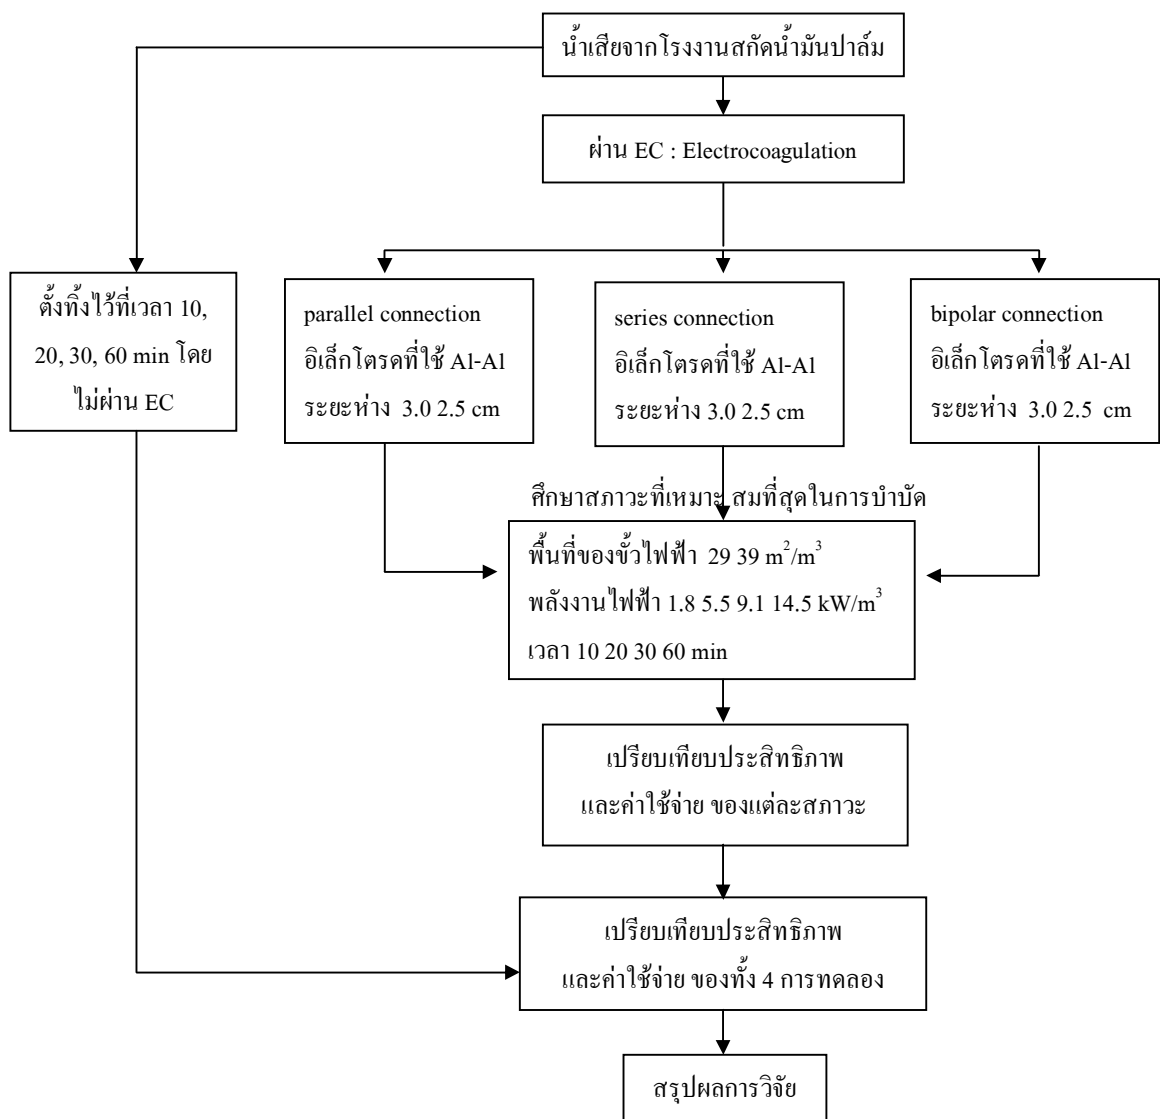 น้ำเสียจากโรงงานสกัดน้ำมันปาล์ม
ผ่าน EC : Electrocoagulation
ตั้งทิ้งไว้ที่เวลา 10,
20, 30, 60 min โดย
ไม่ผ่าน EC
parallel connection
อิเล็กโตรดที่ใช้ Al-Al
ระยะห่าง 3.0 2.5 cm
series connection
อิเล็กโตรดที่ใช้ Al-Al
ระยะห่าง 3.0 2.5 cm
bipolar connection
อิเล็กโตรดที่ใช้ Al-Al
ระยะห่าง 3.0 2.5 cm
ศึกษาสภาวะที่เหมาะ สมที่สุดในการบำบัด
พื้นที่ของขั้วไฟฟ้า 29 39 m²/m³
พลังงานไฟฟ้า 1.8 5.5 9.1 14.5 kW/m³
เวลา 10 20 30 60 min
เปรียบเทียบประสิทธิภาพ
และค่าใช้จ่าย ของแต่ละสภาวะ
เปรียบเทียบประสิทธิภาพ
และค่าใช้จ่าย ของทั้ง 4 การทดลอง
สรุปผลการวิจัย